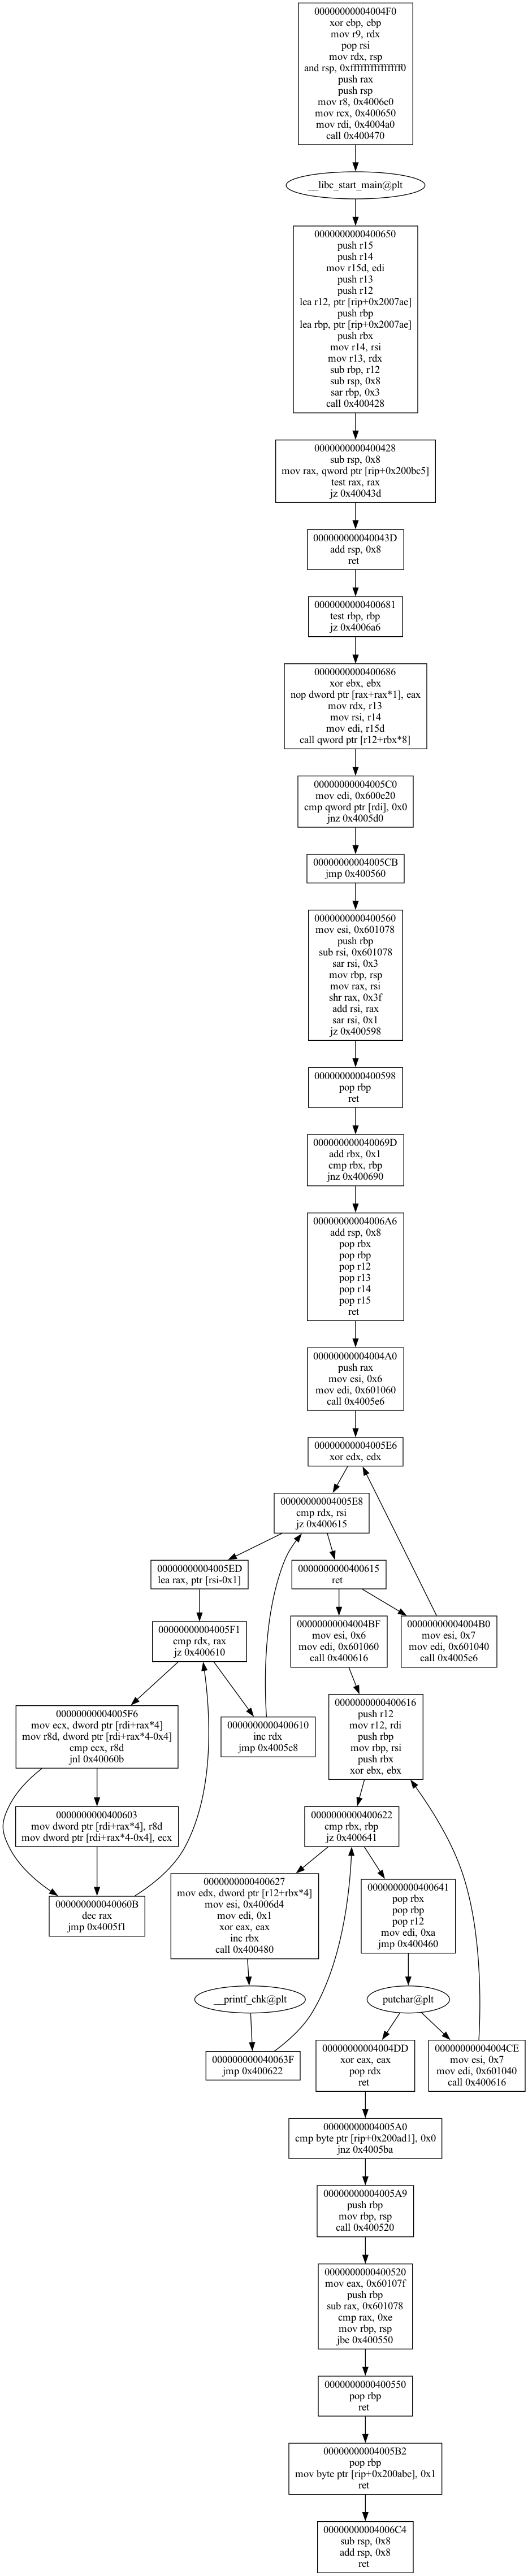 00000000004004F0
xor ebp, ebp
mov r9, rdx
pop rsi
mov rdx, rsp
and rsp, 0xfffffffffffffff0
push rax
push rsp
mov r8, 0x4006c0
mov rcx, 0x400650
mov rdi, 0x4004a0
call 0x400470
__libc_start_main@plt
0000000000400650
push r15
push r14
mov r15d, edi
push r13
push r12
lea r12, ptr [rip+0x2007ae]
push rbp
lea rbp, ptr [rip+0x2007ae]
push rbx
mov r14, rsi
mov r13, rdx
sub rbp, r12
sub rsp, 0x8
sar rbp, 0x3
call 0x400428
0000000000400428
sub rsp, 0x8
mov rax, qword ptr [rip+0x200bc5]
test rax, rax
jz 0x40043d
000000000040043D
add rsp, 0x8
ret
0000000000400681
test rbp, rbp
jz 0x4006a6
0000000000400686
xor ebx, ebx
nop dword ptr [rax+rax*1], eax
mov rdx, r13
mov rsi, r14
mov edi, r15d
call qword ptr [r12+rbx*8]
00000000004005C0
mov edi, 0x600e20
cmp qword ptr [rdi], 0x0
jnz 0x4005d0
00000000004005CB
jmp 0x400560
0000000000400560
mov esi, 0x601078
push rbp
sub rsi, 0x601078
sar rsi, 0x3
mov rbp, rsp
mov rax, rsi
shr rax, 0x3f
add rsi, rax
sar rsi, 0x1
jz 0x400598
0000000000400598
pop rbp
ret
000000000040069D
add rbx, 0x1
cmp rbx, rbp
jnz 0x400690
00000000004006A6
add rsp, 0x8
pop rbx
pop rbp
pop r12
pop r13
pop r14
pop r15
ret
00000000004004A0
push rax
mov esi, 0x6
mov edi, 0x601060
call 0x4005e6
00000000004005E6
xor edx, edx
00000000004005E8
cmp rdx, rsi
jz 0x400615
00000000004005ED
lea rax, ptr [rsi-0x1]
0000000000400615
ret
00000000004005F1
cmp rdx, rax
jz 0x400610
00000000004004BF
mov esi, 0x6
mov edi, 0x601060
call 0x400616
00000000004004B0
mov esi, 0x7
mov edi, 0x601040
call 0x4005e6
00000000004005F6
mov ecx, dword ptr [rdi+rax*4]
mov r8d, dword ptr [rdi+rax*4-0x4]
cmp ecx, r8d
jnl 0x40060b
0000000000400610
inc rdx
jmp 0x4005e8
0000000000400616
push r12
mov r12, rdi
push rbp
mov rbp, rsi
push rbx
xor ebx, ebx
0000000000400603
mov dword ptr [rdi+rax*4], r8d
mov dword ptr [rdi+rax*4-0x4], ecx
0000000000400622
cmp rbx, rbp
jz 0x400641
000000000040060B
dec rax
jmp 0x4005f1
0000000000400627
mov edx, dword ptr [r12+rbx*4]
mov esi, 0x4006d4
mov edi, 0x1
xor eax, eax
inc rbx
call 0x400480
0000000000400641
pop rbx
pop rbp
pop r12
mov edi, 0xa
jmp 0x400460
__printf_chk@plt
putchar@plt
000000000040063F
jmp 0x400622
00000000004004DD
xor eax, eax
pop rdx
ret
00000000004004CE
mov esi, 0x7
mov edi, 0x601040
call 0x400616
00000000004005A0
cmp byte ptr [rip+0x200ad1], 0x0
jnz 0x4005ba
00000000004005A9
push rbp
mov rbp, rsp
call 0x400520
0000000000400520
mov eax, 0x60107f
push rbp
sub rax, 0x601078
cmp rax, 0xe
mov rbp, rsp
jbe 0x400550
0000000000400550
pop rbp
ret
00000000004005B2
pop rbp
mov byte ptr [rip+0x200abe], 0x1
ret
00000000004006C4
sub rsp, 0x8
add rsp, 0x8
ret